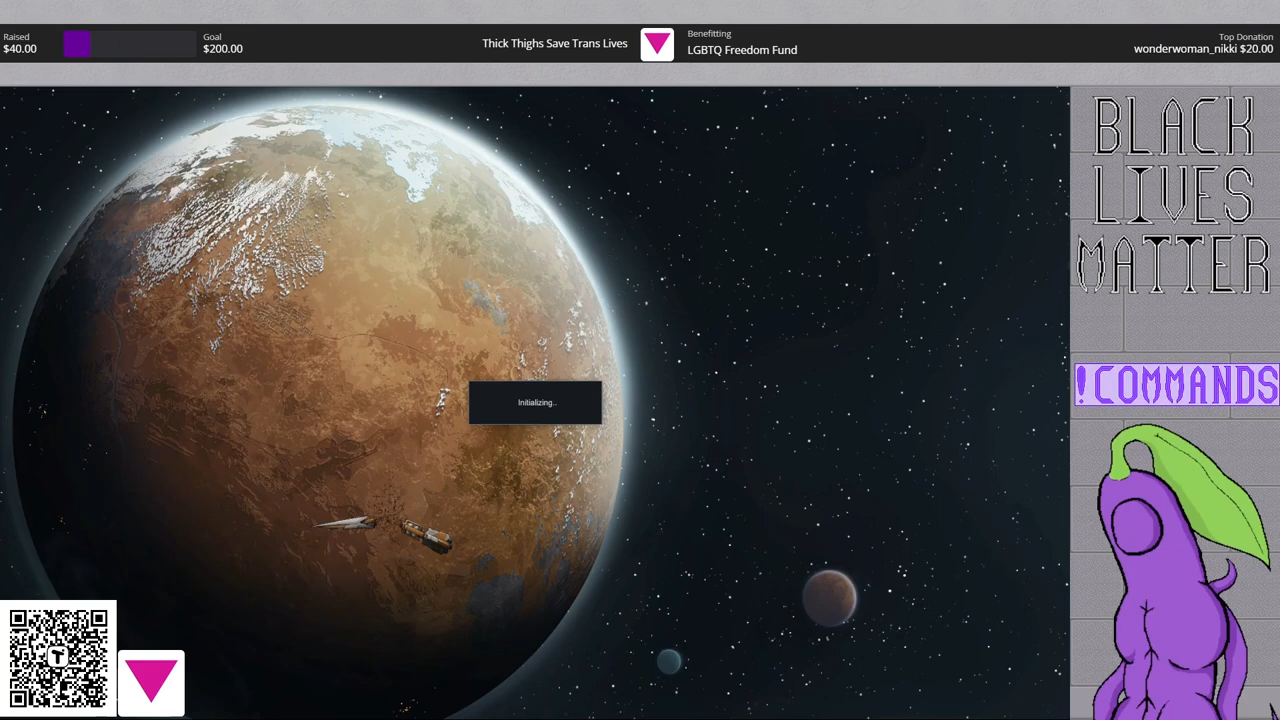 Raised
$40.00
Goal
$200.00
Thick Thighs Save Trans Lives
Benefitting
LGBTQ Freedom Fund
Top Donation
wonderwoman_nikki $20.00
BLACK
LIVES
MATTER
Initializing..
!COMMANDS
T